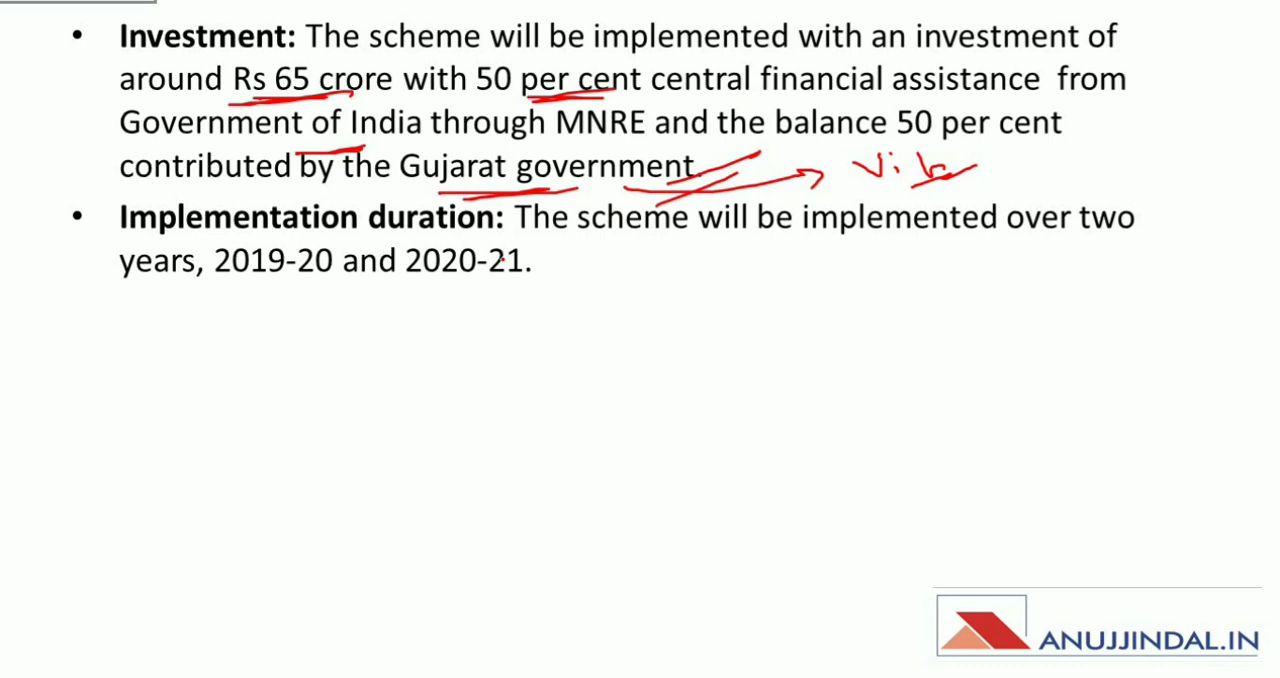 • Investment: The scheme will be implemented with an investment of
around Rs 65 crore with 50 per cent central financial assistance from
Government of India through MNRE and the balance 50 per cent
contributed by the Gujarat government.
• Implementation duration: The scheme will be implemented over two
years, 2019-20 and 2020-21.
ANUJJINDAL.IN